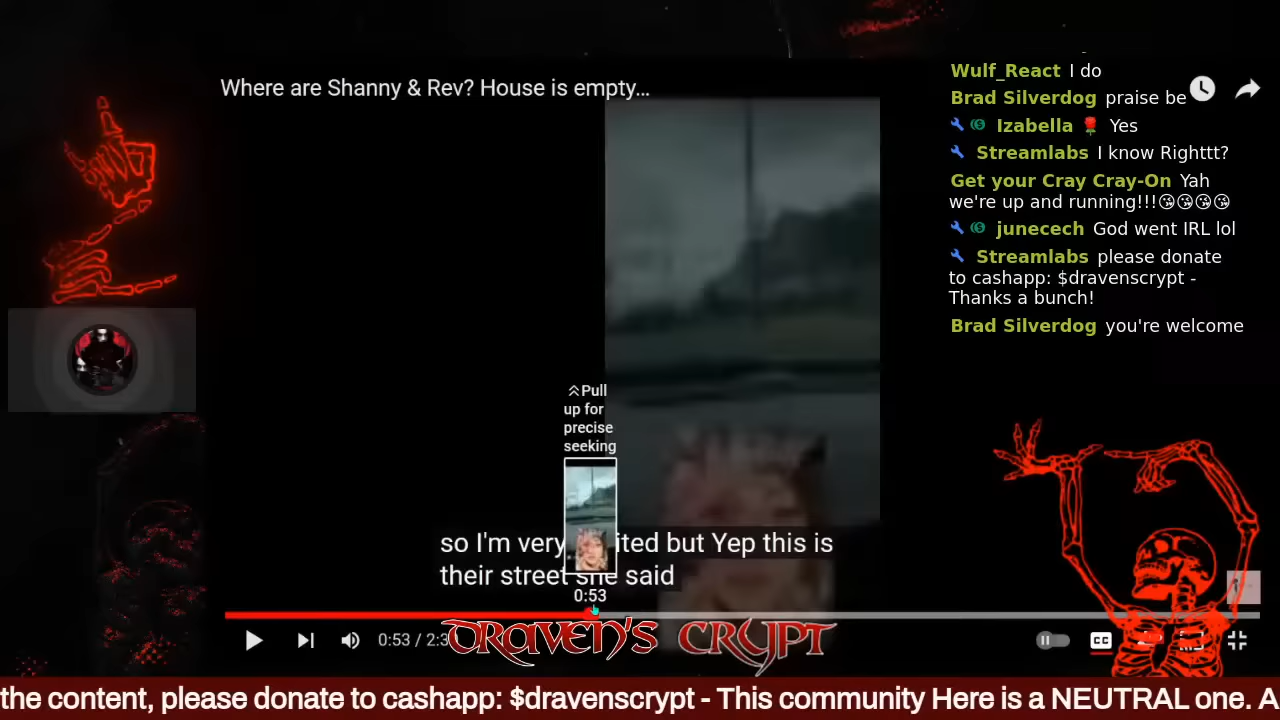 Where are Shanny & Rev? House is empty...
Wulf_React I do
Brad Silverdog praise be
Izabella 🌹 Yes
Streamlabs I know Righttt?
Get your Cray Cray-On Yah
we're up and running!!!😘😘😘😘
junecech God went IRL lol
Streamlabs please donate
to cashapp: $dravenscrypt -
Thanks a bunch!
Brad Silverdog you're welcome
Pull
up for
precise
seeking
so I'm very ited but Yep this is
their street she said
0:53
0:53 / 2:3
CC
DRAVEN'S CRYPT
the content, please donate to cashapp: $dravenscrypt - This community Here is a NEUTRAL one. A